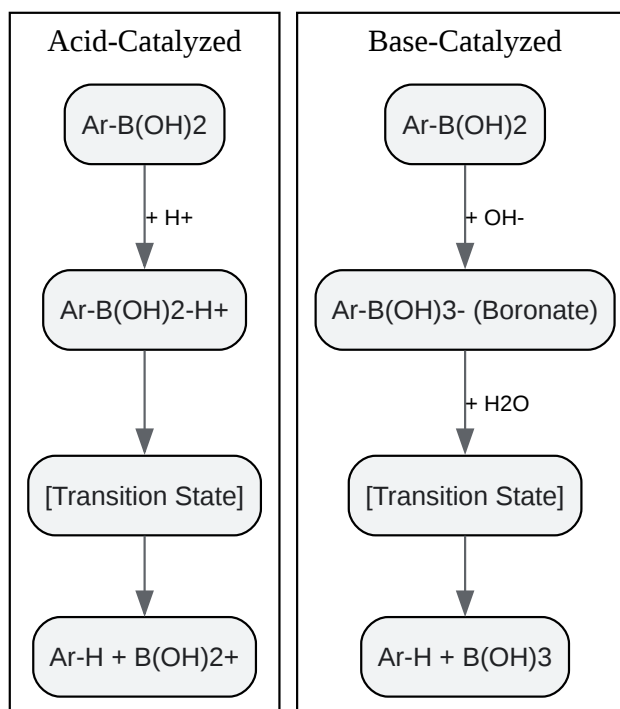 Acid-Catalyzed
Ar-B(OH)2
+ H+
Ar-B(OH)2-H+
[Transition State]
Ar-H + B(OH)2+
Base-Catalyzed
Ar-B(OH)2
+ OH-
Ar-B(OH)3- (Boronate)
+ H2O
[Transition State]
Ar-H + B(OH)3